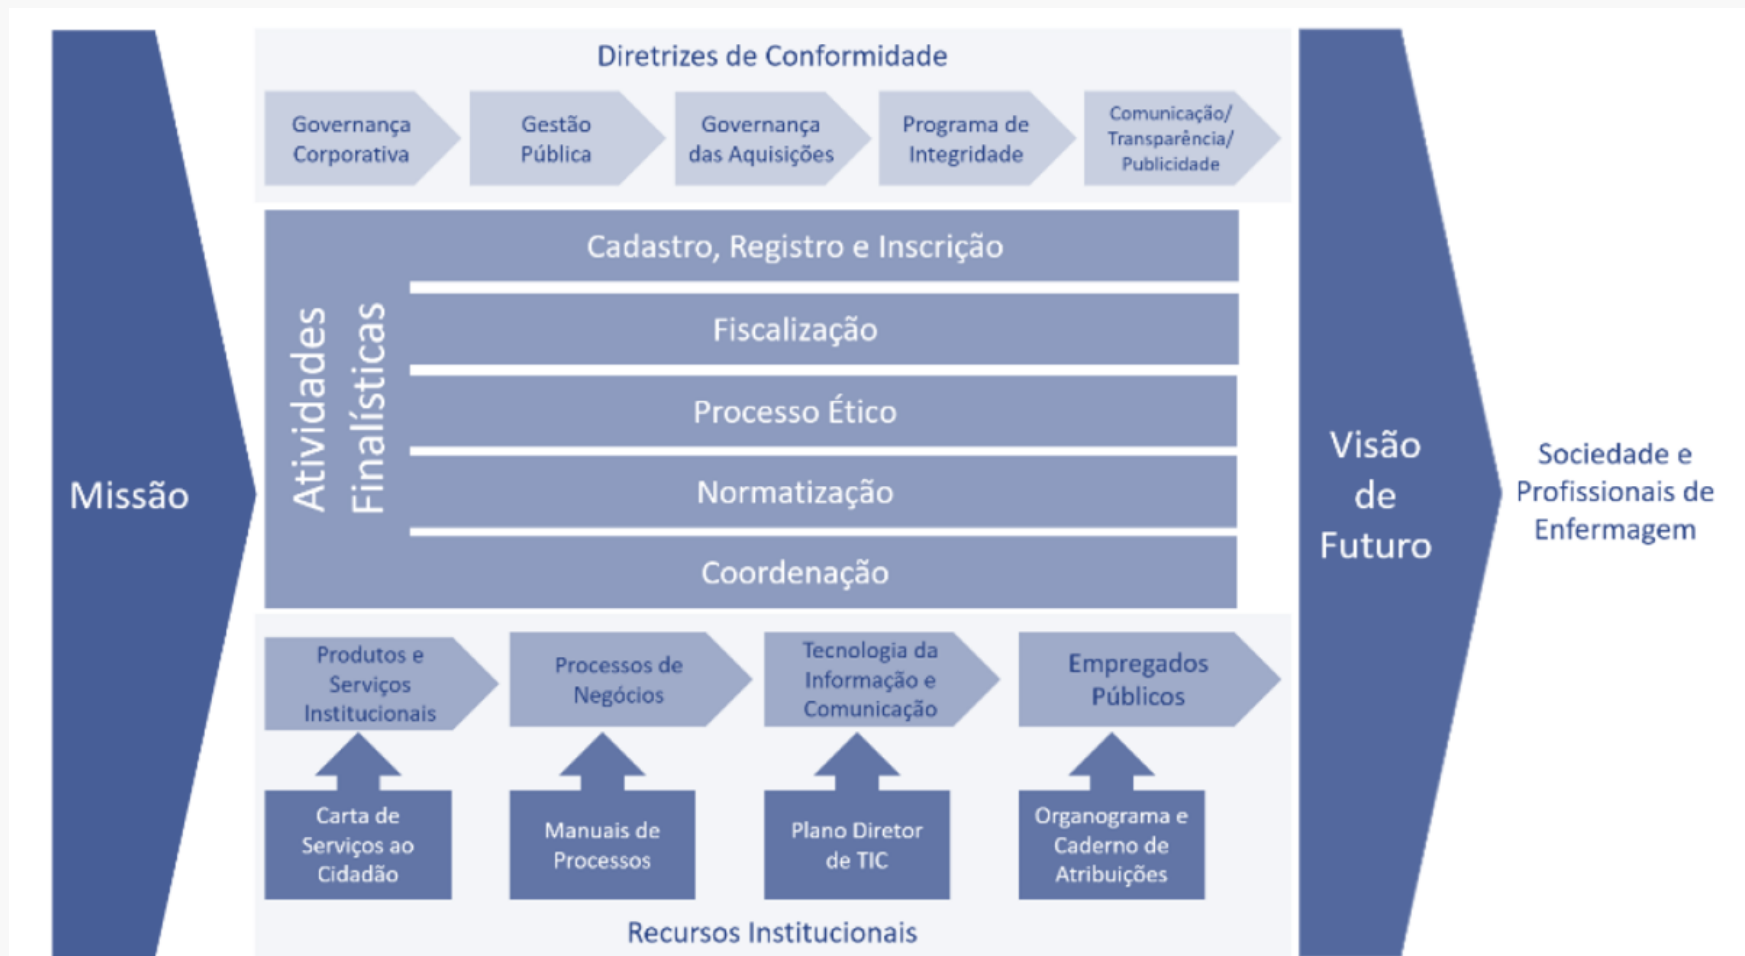 Diretrizes de Conformidade
Governança
Corporativa
Gestão
Pública
Governança
das Aquisições
Programa de
Integridade
Comunicação/
Transparência/
Publicidade
Missão
Atividades
Finalísticas
Cadastro, Registro e Inscrição
Fiscalização
Processo Ético
Normatização
Coordenação
Visão
de
Futuro
Sociedade e
Profissionais de
Enfermagem
Produtos e
Serviços
Institucionais
Processos de
Negócios
Tecnologia da
Informação e
Comunicação
Empregados
Públicos
Carta de
Serviços ao
Cidadão
Manuais de
Processos
Plano Diretor
de TIC
Organograma e
Caderno de
Atribuições
Recursos Institucionais